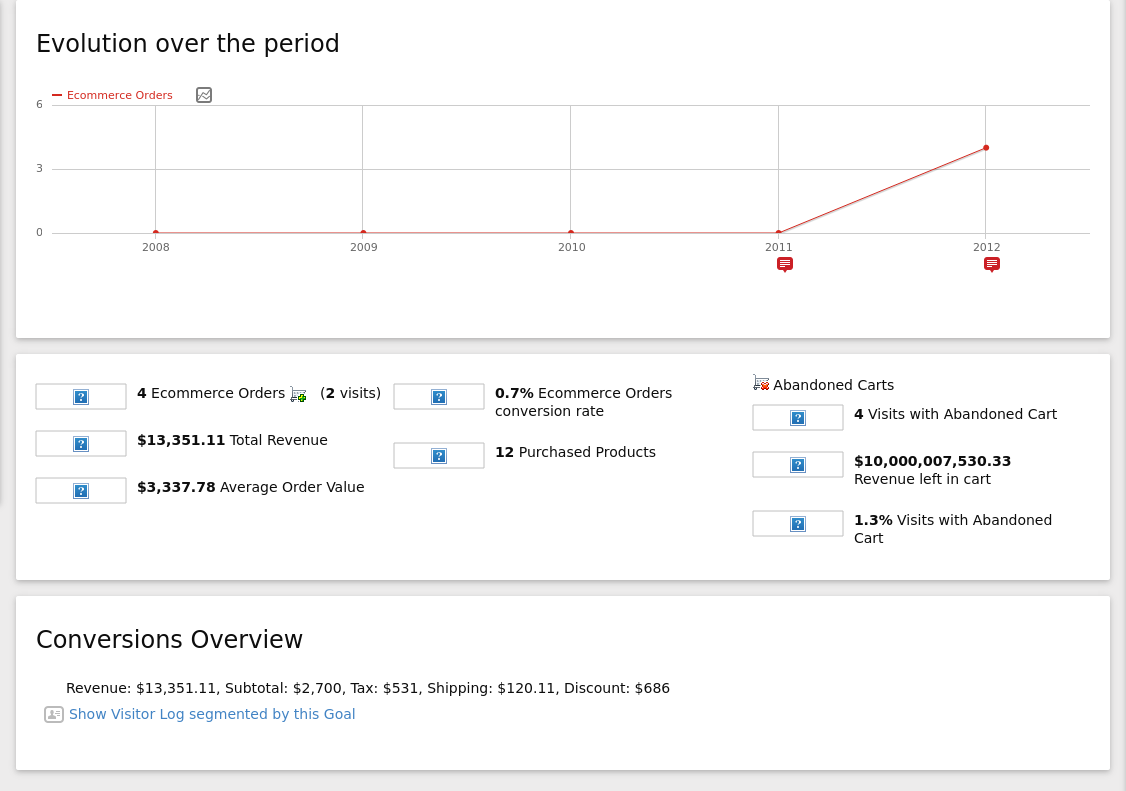 Evolution over the period
Ecommerce Orders
6
3
0
2008 2009 2010 2011 2012
4 Ecommerce Orders (2 visits)
$13,351.11 Total Revenue
$3,337.78 Average Order Value
0.7% Ecommerce Orders
conversion rate
12 Purchased Products
Abandoned Carts
4 Visits with Abandoned Cart
$10,000,007,530.33
Revenue left in cart
1.3% Visits with Abandoned
Cart
Conversions Overview
Revenue: $13,351.11, Subtotal: $2,700, Tax: $531, Shipping: $120.11, Discount: $686
Show Visitor Log segmented by this Goal